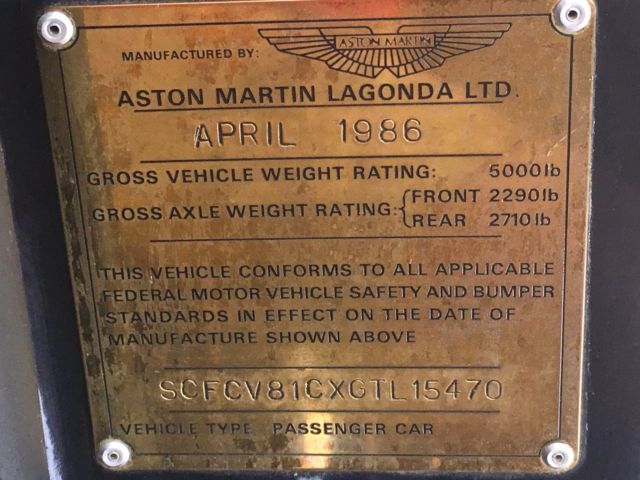 MANUFACTURED BY: ASTON MARTIN
ASTON MARTIN LAGONDA LTD.
APRIL 1986
GROSS VEHICLE WEIGHT RATING: 5000lb
GROSS AXLE WEIGHT RATING: { FRONT 2290lb
REAR 2710lb
THIS VEHICLE CONFORMS TO ALL APPLICABLE
FEDERAL MOTOR VEHICLE SAFETY AND BUMPER
STANDARDS IN EFFECT ON THE DATE OF
MANUFACTURE SHOWN ABOVE
SCFCV81CXGTL15470
VEHICLE TYPE PASSENGER CAR